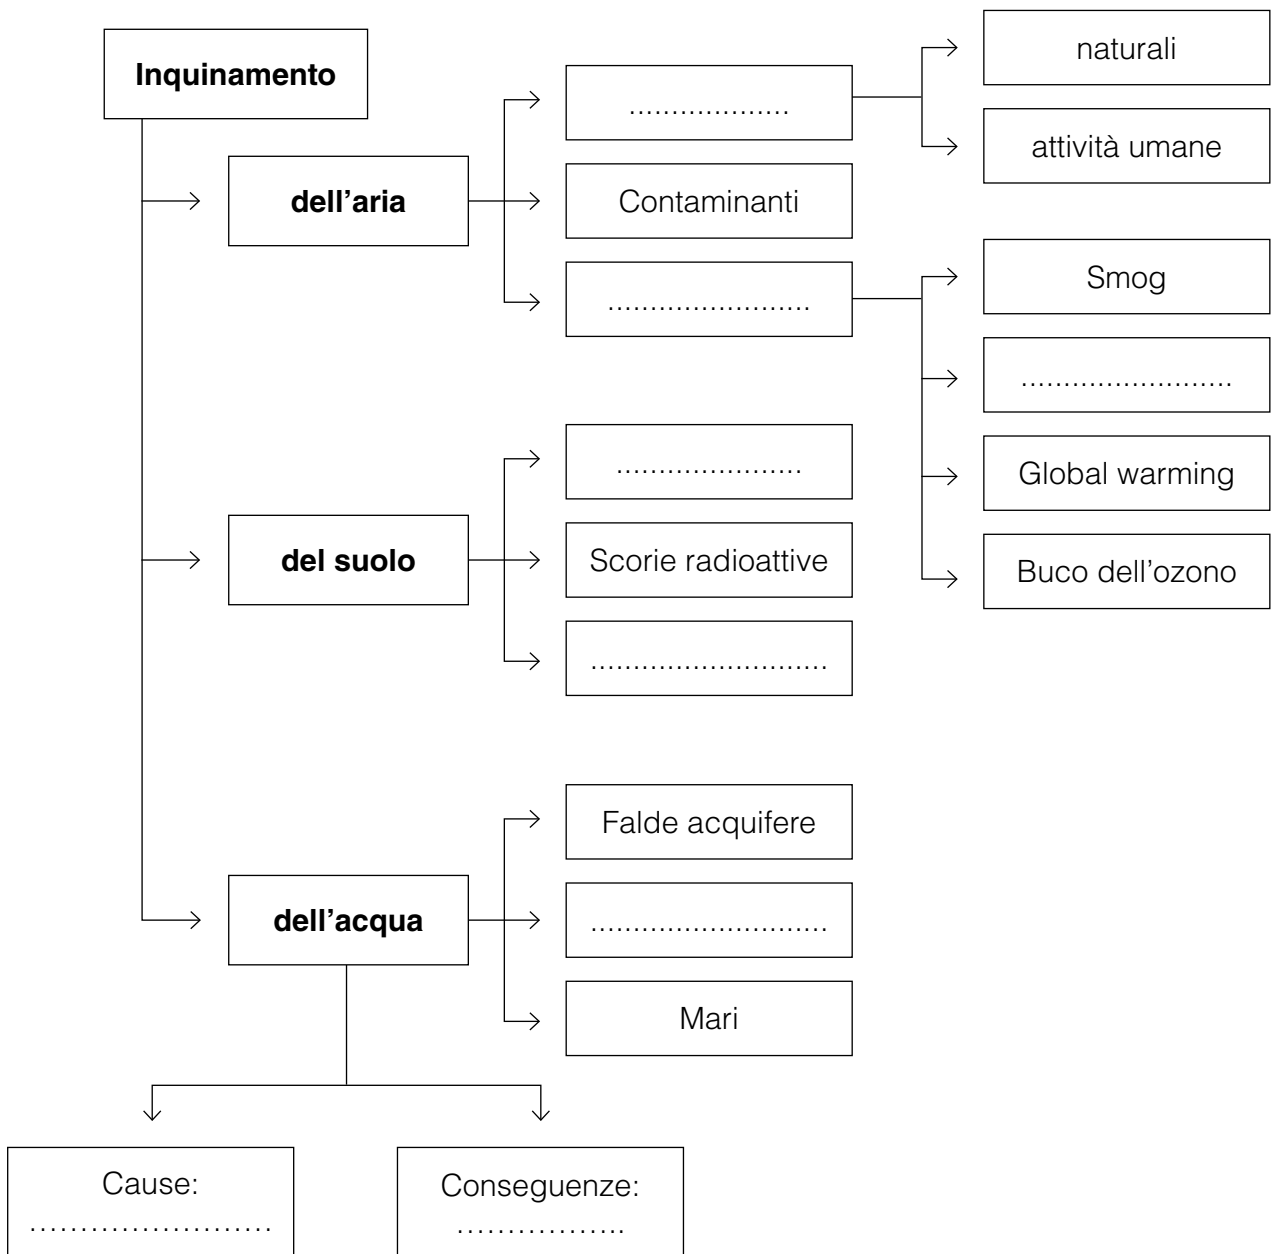 Inquinamento
dell'aria
...................
naturali
attività umane
Contaminanti
........................
Smog
.........................
Global warming
Buco dell'ozono
del suolo
......................
Scorie radioattive
............................
dell'acqua
Falde acquifere
............................
Mari
Cause:
........................
Conseguenze:
.................